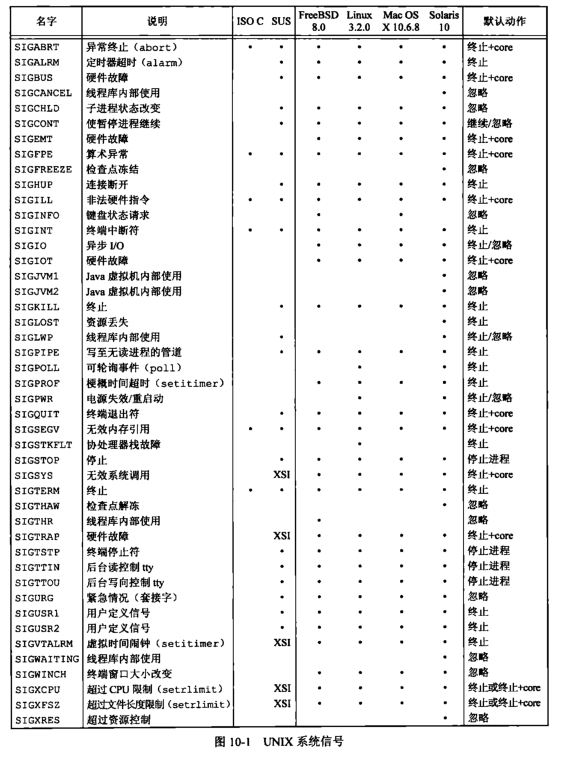 名字 说明 ISO C SUS FreeBSD 8.0 Linux 3.2.0 Mac OS X 10.6.8 Solaris 10 默认动作
SIGABRT 异常终止（abort） • • • • • • 终止+core
SIGALRM 定时器超时（alarm） • • • • • 终止
SIGBUS 硬件故障 • • • • • 终止+core
SIGCANCEL 线程库内部使用 • 忽略
SIGCHLD 子进程状态改变 • • • • • 忽略
SIGCONT 使暂停进程继续 • • • • • 继续/忽略
SIGEMT 硬件故障 • • • • 终止+core
SIGFPE 算术异常 • • • • • • 终止+core
SIGFREEZE 检查点冻结 • 忽略
SIGHUP 连接断开 • • • • • 终止
SIGILL 非法硬件指令 • • • • • • 终止+core
SIGINFO 键盘状态请求 • • 忽略
SIGINT 终端中断符 • • • • • • 终止
SIGIO 异步 I/O • • • • 终止/忽略
SIGIOT 硬件故障 • • • • 终止+core
SIGJVM1 Java 虚拟机内部使用 • 忽略
SIGJVM2 Java 虚拟机内部使用 • 忽略
SIGKILL 终止 • • • • • 终止
SIGLOST 资源丢失 • 终止
SIGLWP 线程库内部使用 • • 终止/忽略
SIGPIPE 写至无读进程的管道 • • • • • 终止
SIGPOLL 可轮询事件（poll） • • 终止
SIGPROF 梗概时间超时（setitimer） • • • • 终止
SIGPWR 电源失效/重启动 • • 终止/忽略
SIGQUIT 终端退出符 • • • • • 终止+core
SIGSEGV 无效内存引用 • • • • • • 终止+core
SIGSTKFLT 协处理器栈故障 • 终止
SIGSTOP 停止 • • • • • 停止进程
SIGSYS 无效系统调用 XSI • • • • 终止+core
SIGTERM 终止 • • • • • • 终止
SIGTHAW 检查点解冻 • 忽略
SIGTHR 线程库内部使用 • 忽略
SIGTRAP 硬件故障 XSI • • • • 终止+core
SIGTSTP 终端停止符 • • • • • 停止进程
SIGTTIN 后台读控制 tty • • • • • 停止进程
SIGTTOU 后台写向控制 tty • • • • • 停止进程
SIGURG 紧急情况（套接字） • • • • • 忽略
SIGUSR1 用户定义信号 • • • • • 终止
SIGUSR2 用户定义信号 • • • • • 终止
SIGVTALRM 虚拟时间闹钟（setitimer） XSI • • • • 终止
SIGWAITING 线程库内部使用 • 忽略
SIGWINCH 终端窗口大小改变 • • • • 忽略
SIGXCPU 超过 CPU 限制（setrlimit） XSI • • • • 终止或终止+core
SIGXFSZ 超过文件长度限制（setrlimit） XSI • • • • 终止或终止+core
SIGXRES 超过资源控制 • 忽略
图 10-1 UNIX 系统信号